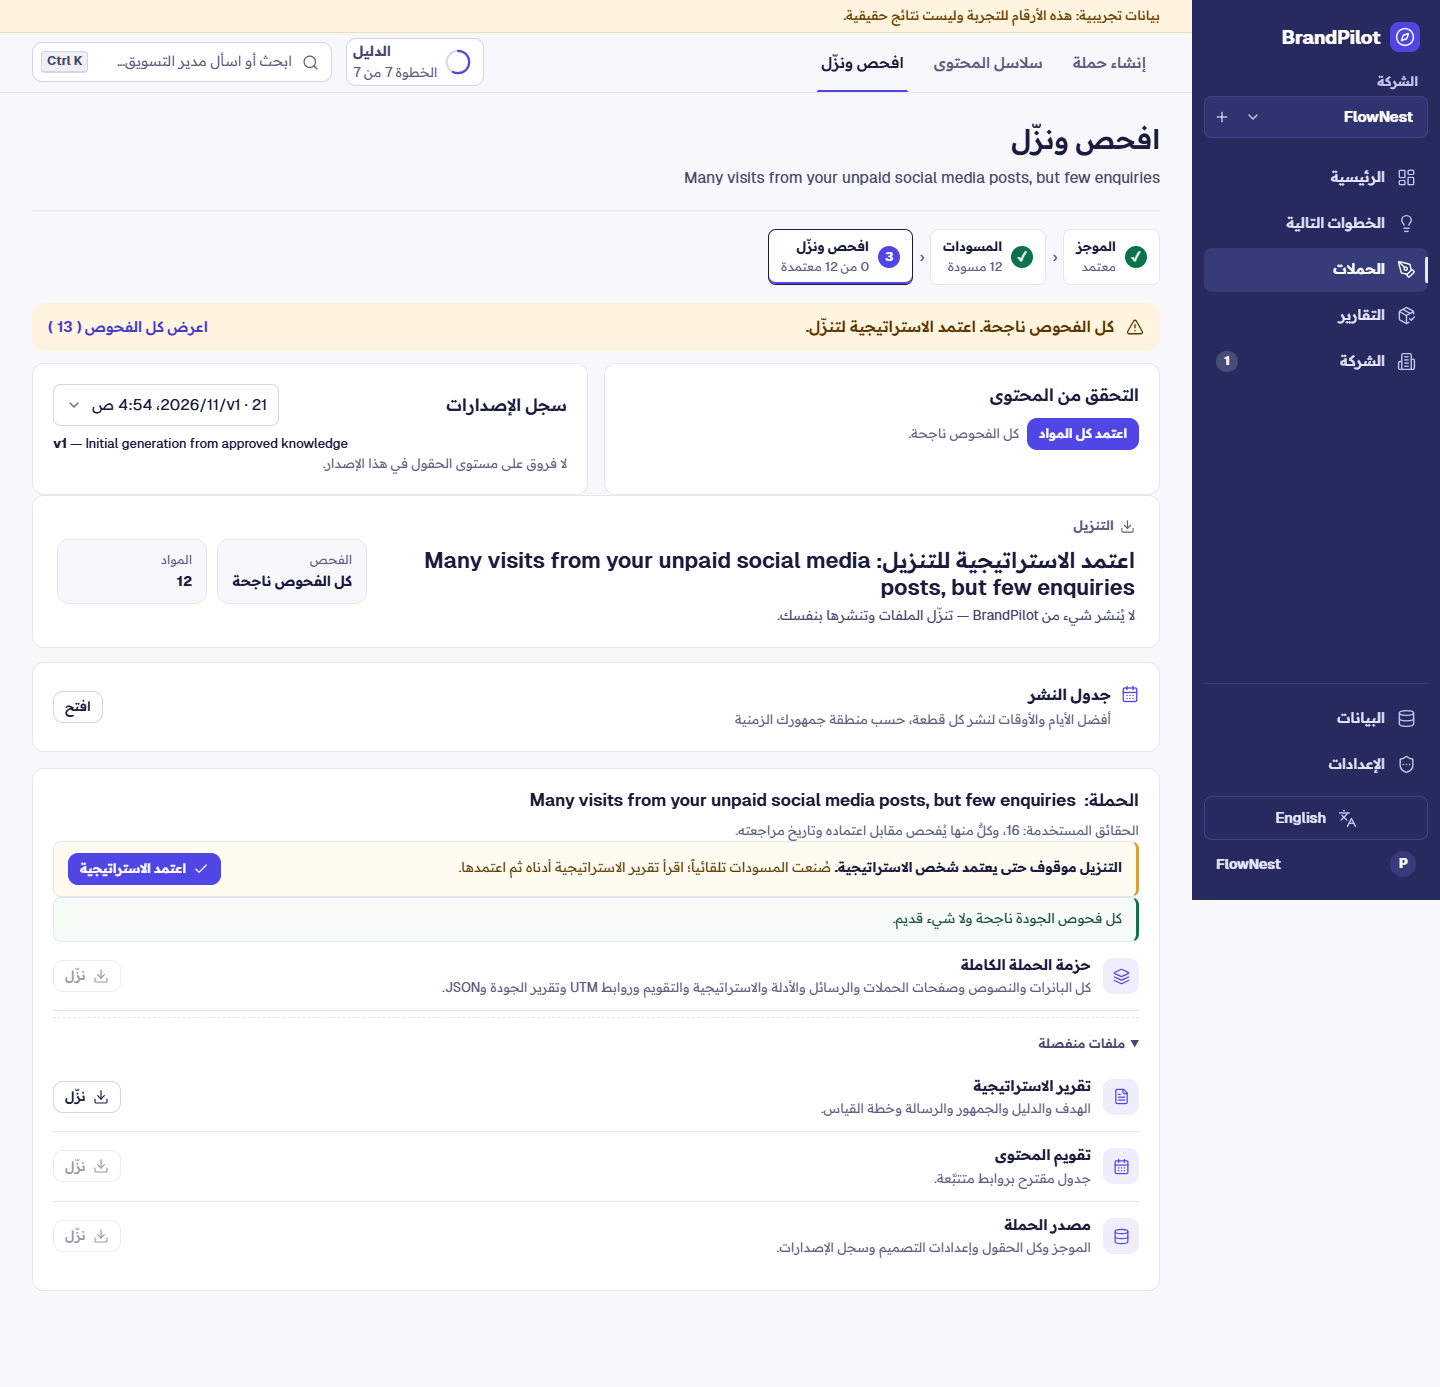 بيانات تجريبية: هذه الأرقام للتجربة وليست نتائج حقيقية.
BrandPilot
الشركة
FlowNest
الرئيسية
الخطوات التالية
الحملات
التقارير
الشركة
1
البيانات
الإعدادات
English
P
FlowNest
إنشاء حملة
سلاسل المحتوى
افحص ونزّل
الدليل
الخطوة 7 من 7
ابحث أو اسأل مدير التسويق...
Ctrl K
افحص ونزّل
Many visits from your unpaid social media posts, but few enquiries
الموجز
معتمد
المسودات
12 مسودة
3
افحص ونزّل
0 من 12 معتمدة
كل الفحوص ناجحة. اعتمد الاستراتيجية لتنزّل.
اعرض كل الفحوص ( 13 )
التحقق من المحتوى
اعتمد كل المواد
كل الفحوص ناجحة.
سجل الإصدارات
v1 · 21‏/11‏/2026، 4:54 ص
v1 — Initial generation from approved knowledge
لا فروق على مستوى الحقول في هذا الإصدار.
التنزيل
اعتمد الاستراتيجية للتنزيل: Many visits from your unpaid social media
posts, but few enquiries
لا يُنشر شيء من BrandPilot — تنزّل الملفات وتنشرها بنفسك.
الفحص
كل الفحوص ناجحة
المواد
12
جدول النشر
أفضل الأيام والأوقات لنشر كل قطعة، حسب منطقة جمهورك الزمنية
افتح
الحملة: Many visits from your unpaid social media posts, but few enquiries
الحقائق المستخدمة: 16، وكلٌّ منها يُفحص مقابل اعتماده وتاريخ مراجعته.
التنزيل موقوف حتى يعتمد شخص الاستراتيجية. صُنعت المسودات تلقائياً؛ اقرأ تقرير الاستراتيجية أدناه ثم اعتمدها.
اعتمد الاستراتيجية
كل فحوص الجودة ناجحة ولا شيء قديم.
حزمة الحملة الكاملة
كل البانرات والنصوص وصفحات الحملات والرسائل والأدلة والاستراتيجية والتقويم وروابط UTM وتقرير الجودة وJSON.
نزّل
ملفات منفصلة
تقرير الاستراتيجية
الهدف والدليل والجمهور والرسالة وخطة القياس.
نزّل
تقويم المحتوى
جدول مقترح بروابط متتبَّعة.
نزّل
مصدر الحملة
الموجز وكل الحقول وإعدادات التصميم وسجل الإصدارات.
نزّل